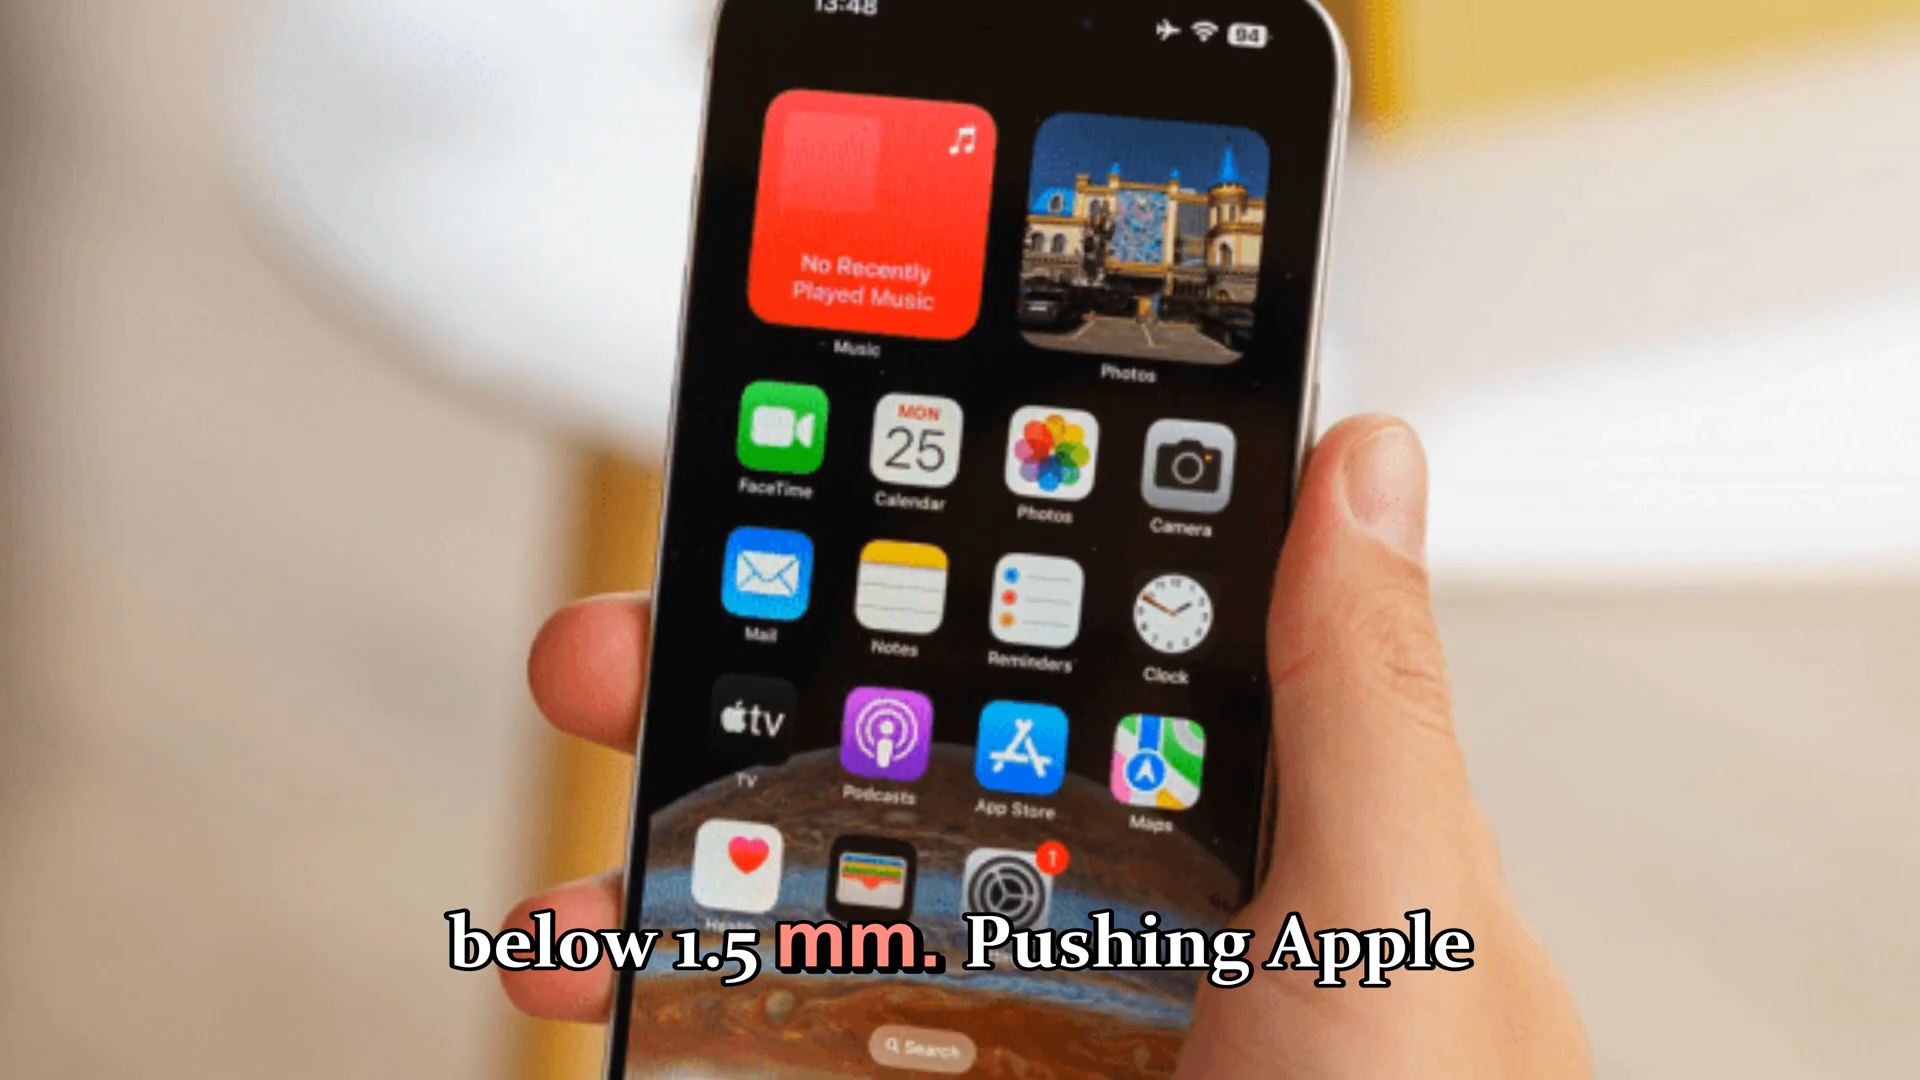 13:48
94
No Recently
Played Music
Music
Photos
MON
25
FaceTime
Calendar
Photos
Camera
Mail
Notes
Reminders
Clock
tv
TV
Podcasts
App Store
Maps
1
below 1.5 mm. Pushing Apple
Search